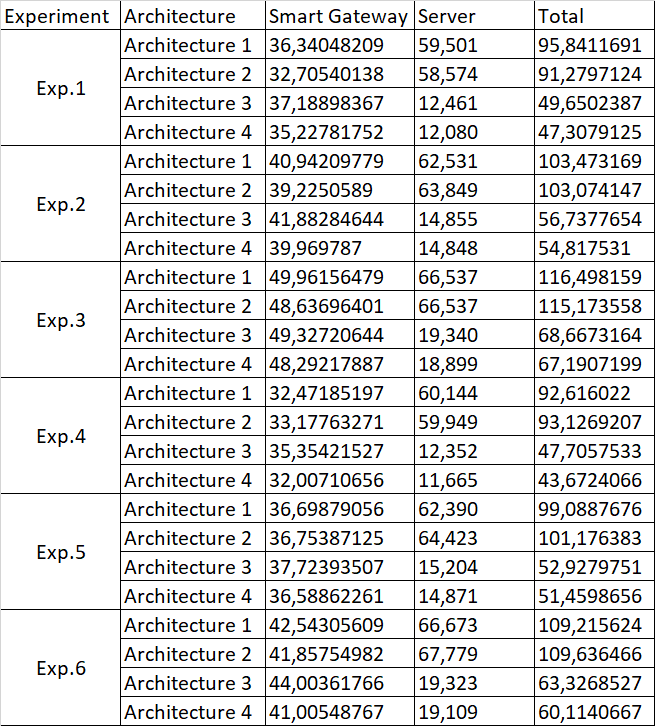 Experiment Architecture Smart Gateway Server Total
Exp.1
Architecture 1 36,34048209 59,501 95,8411691
Architecture 2 32,70540138 58,574 91,2797124
Architecture 3 37,18898367 12,461 49,6502387
Architecture 4 35,22781752 12,080 47,3079125
Exp.2
Architecture 1 40,94209779 62,531 103,473169
Architecture 2 39,2250589 63,849 103,074147
Architecture 3 41,88284644 14,855 56,7377654
Architecture 4 39,969787 14,848 54,817531
Exp.3
Architecture 1 49,96156479 66,537 116,498159
Architecture 2 48,63696401 66,537 115,173558
Architecture 3 49,32720644 19,340 68,6673164
Architecture 4 48,29217887 18,899 67,1907199
Exp.4
Architecture 1 32,47185197 60,144 92,616022
Architecture 2 33,17763271 59,949 93,1269207
Architecture 3 35,35421527 12,352 47,7057533
Architecture 4 32,00710656 11,665 43,6724066
Exp.5
Architecture 1 36,69879056 62,390 99,0887676
Architecture 2 36,75387125 64,423 101,176383
Architecture 3 37,72393507 15,204 52,9279751
Architecture 4 36,58862261 14,871 51,4598656
Exp.6
Architecture 1 42,54305609 66,673 109,215624
Architecture 2 41,85754982 67,779 109,636466
Architecture 3 44,00361766 19,323 63,3268527
Architecture 4 41,00548767 19,109 60,1140667